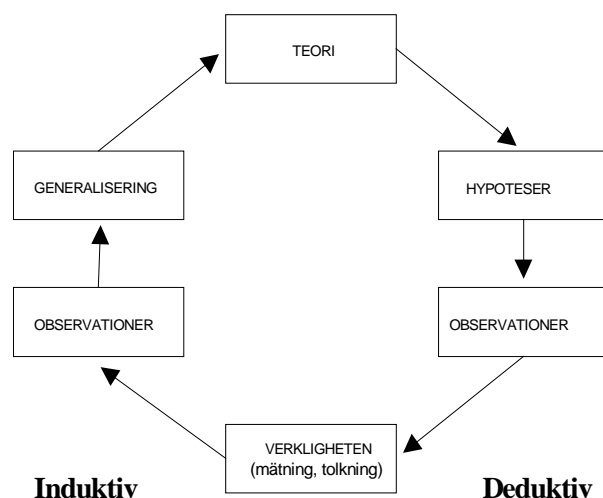 TEORI
GENERALISERING
HYPOTESER
OBSERVATIONER
OBSERVATIONER
VERKLIGHETEN
(mätning, tolkning)
Induktiv
Deduktiv